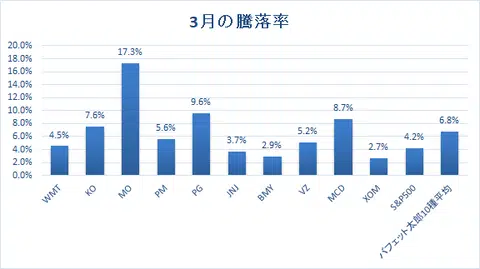 3月の騰落率
20.0%
18.0%
16.0%
14.0%
12.0%
10.0%
8.0%
6.0%
4.0%
2.0%
0.0%
4.5%
7.6%
17.3%
5.6%
9.6%
3.7%
2.9%
5.2%
8.7%
2.7%
4.2%
6.8%
WMT
KO
MO
PM
PG
JNJ
BMY
VZ
MCD
XOM
S&P500
バフェット太郎10種平均